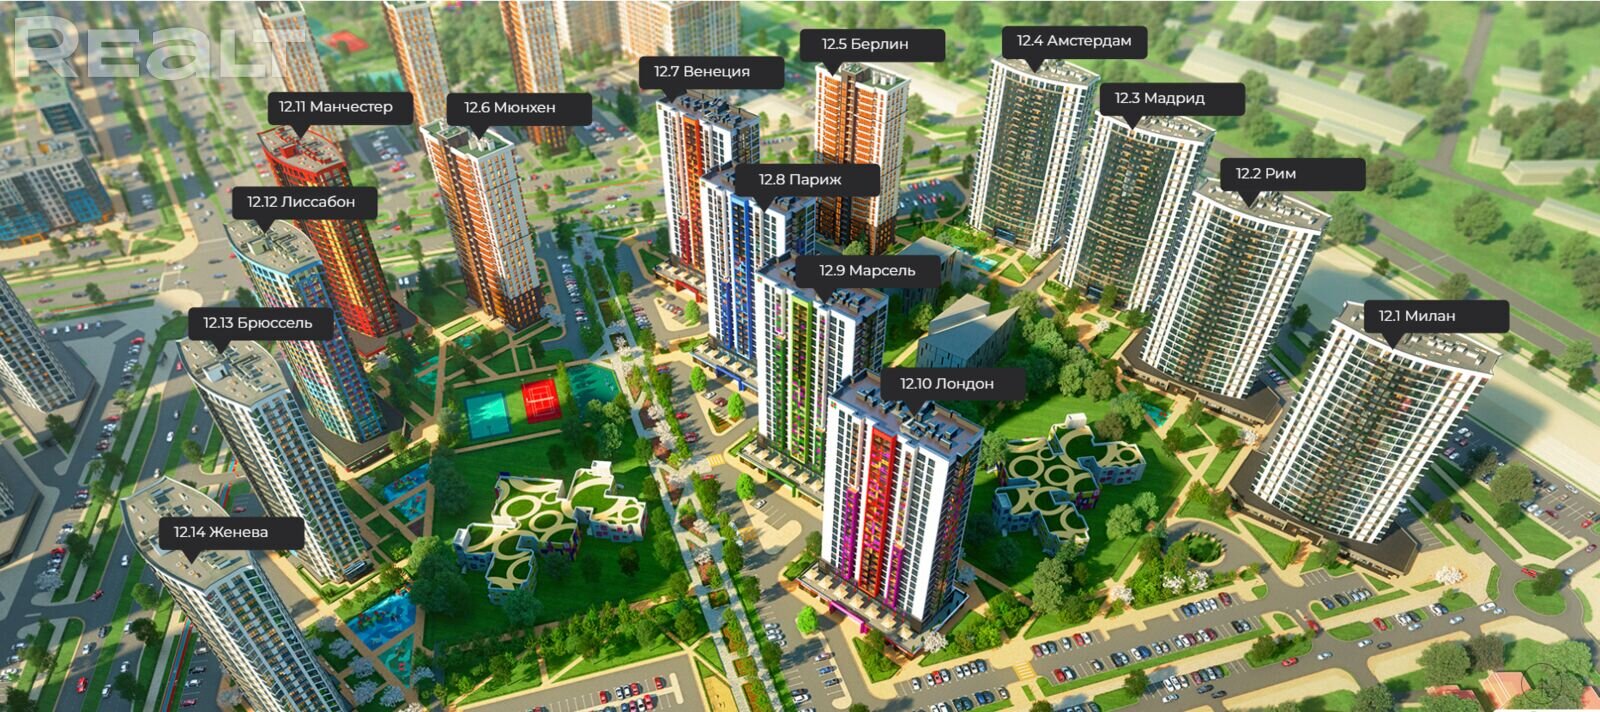 Realt
12.5 Берлин
12.4 Амстердам
12.7 Венеция
12.3 Мадрид
12.11 Манчестер
12.6 Мюнхен
12.2 Рим
12.8 Париж
12.12 Лиссабон
12.9 Марсель
12.1 Милан
12.13 Брюссель
12.10 Лондон
12.14 Женева